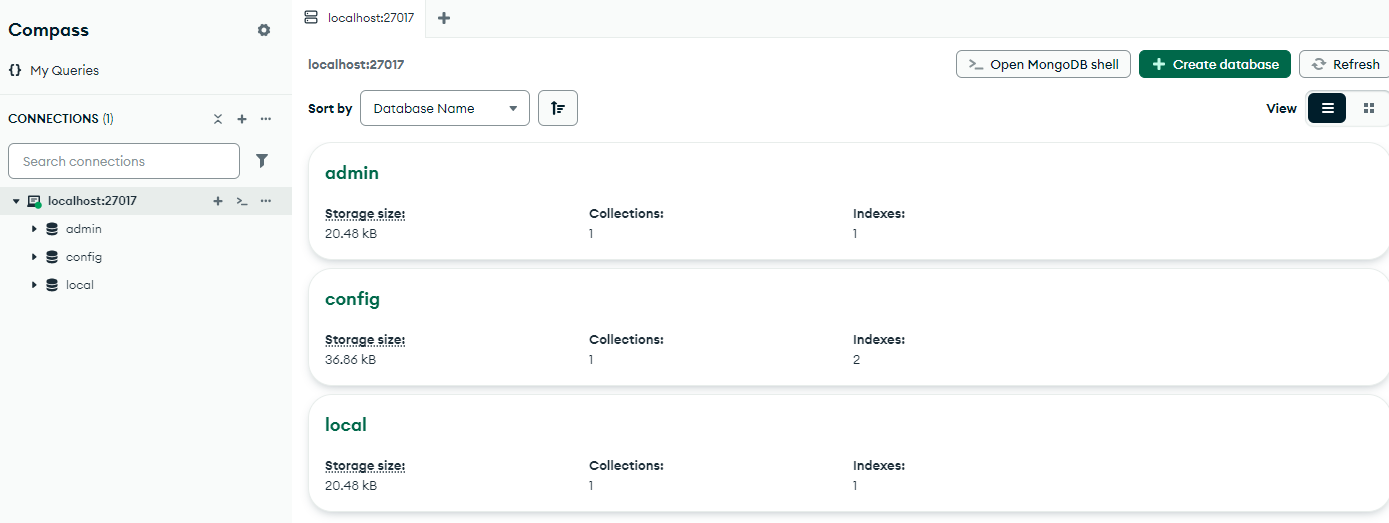 Compass
My Queries
CONNECTIONS (1)
Search connections
localhost:27017
admin
config
local
localhost:27017
localhost:27017
Open MongoDB shell
Create database
Refresh
Sort by
Database Name
View
admin
Storage size: Collections: Indexes:
20.48 kB 1 1
config
Storage size: Collections: Indexes:
36.86 kB 1 2
local
Storage size: Collections: Indexes:
20.48 kB 1 1